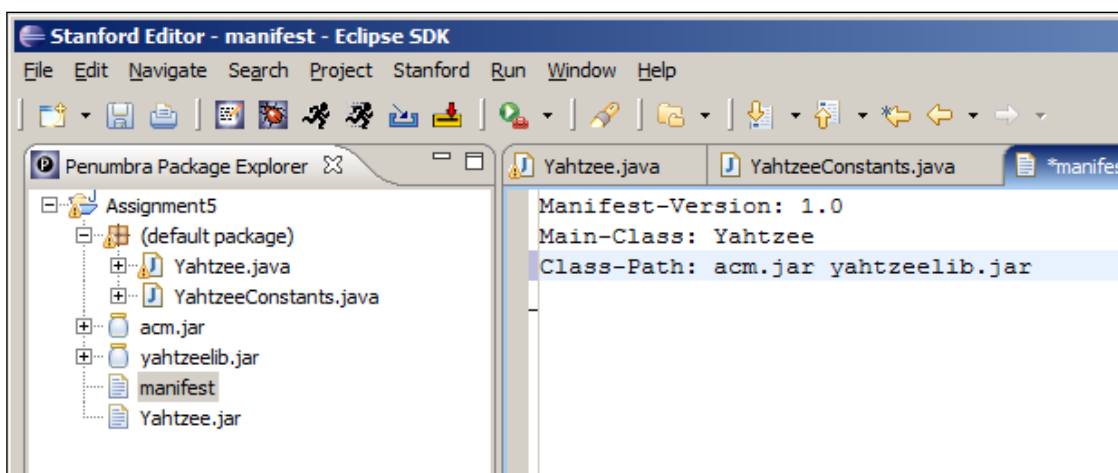 Stanford Editor - manifest - Eclipse SDK
File Edit Navigate Search Project Stanford Run Window Help
Penumbra Package Explorer
Yahtzee.java YahtzeeConstants.java *manifes
Assignment5
(default package)
Yahtzee.java
YahtzeeConstants.java
acm.jar
yahtzeelib.jar
manifest
Yahtzee.jar
Manifest-Version: 1.0
Main-Class: Yahtzee
Class-Path: acm.jar yahtzeelib.jar